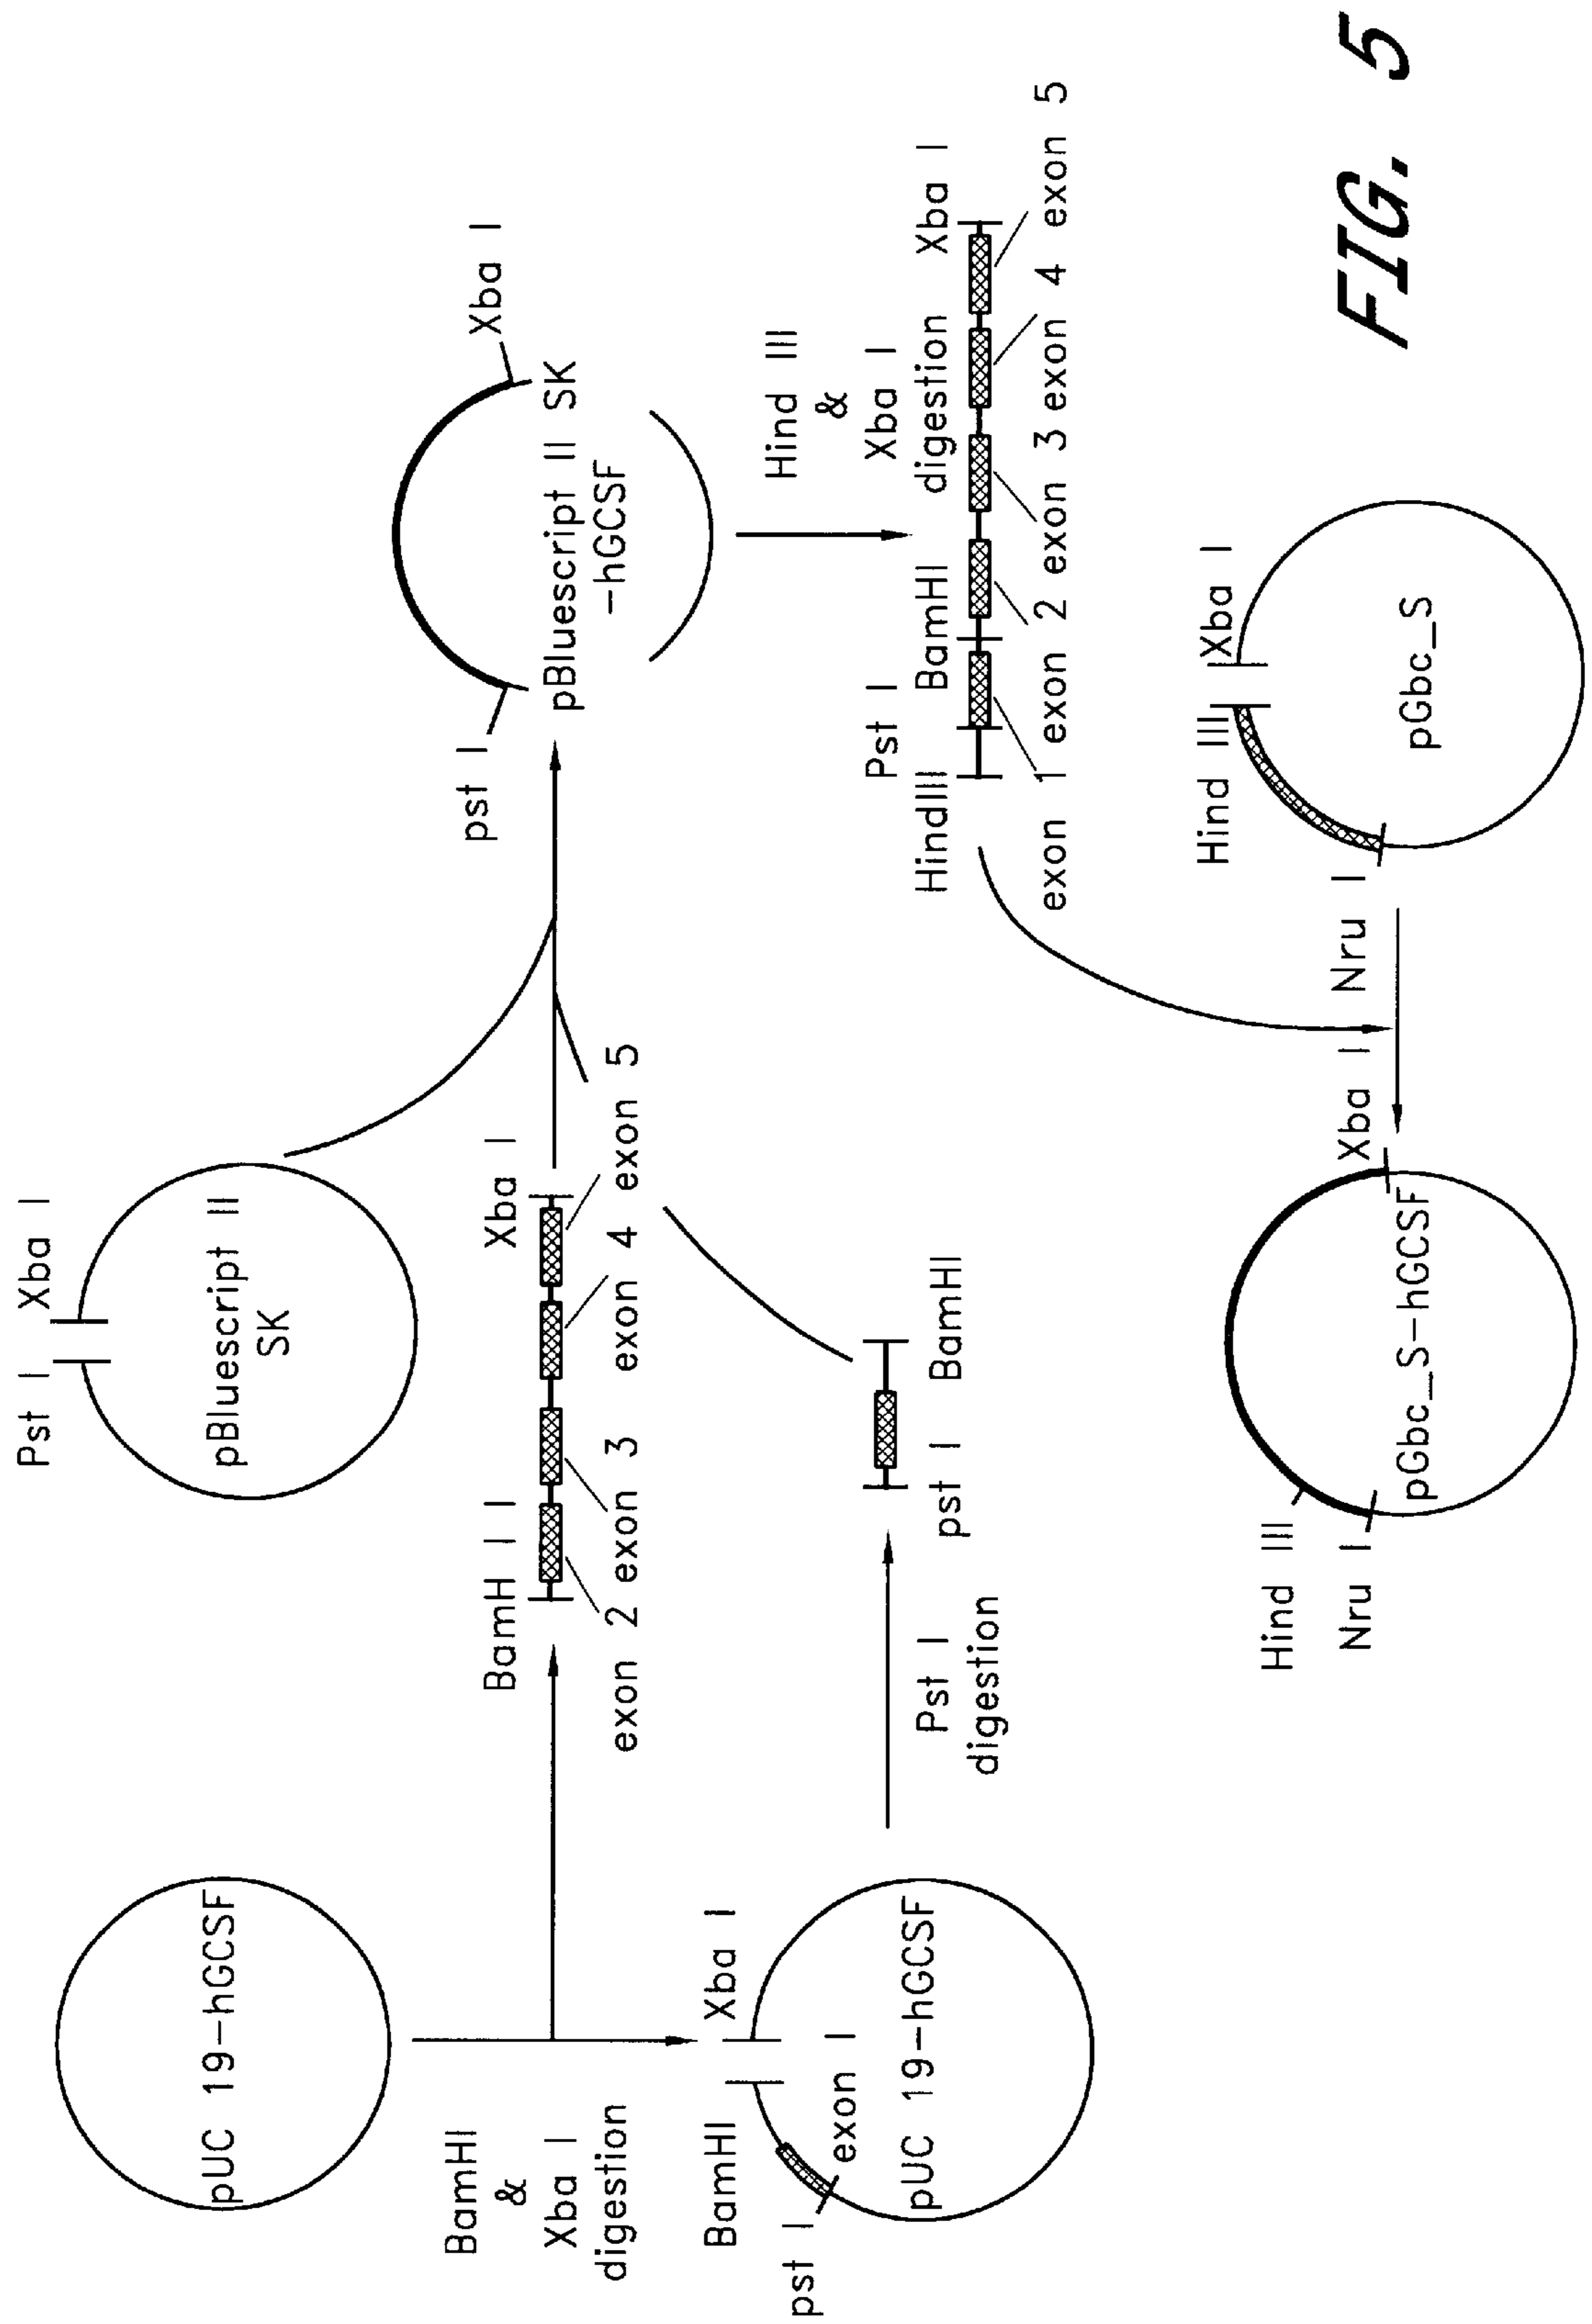 pUC 19-hGCSF
BamHI
&
Xba I
digestion
BamHI
Xba I
pst I
exon I
pUC 19-hGCSF
Pst I
Xba I
pBluescript II
SK
BamH I I
Xba I
exon 2
exon 3
exon 4
exon 5
Pst I
digestion
pst I
BamHI
pst I
Xba I
pBluescript II SK
-hGCSF
Hind III
&
Xba I
digestion
Pst I
HindIII
BamHI
Xba I
exon 1
exon 2
exon 3
exon 4
exon 5
Hind III
Xba I
Nru I
pGbc_S
Xba I
Hind III
Nru I
pGbc_S-hGCSF
FIG. 5